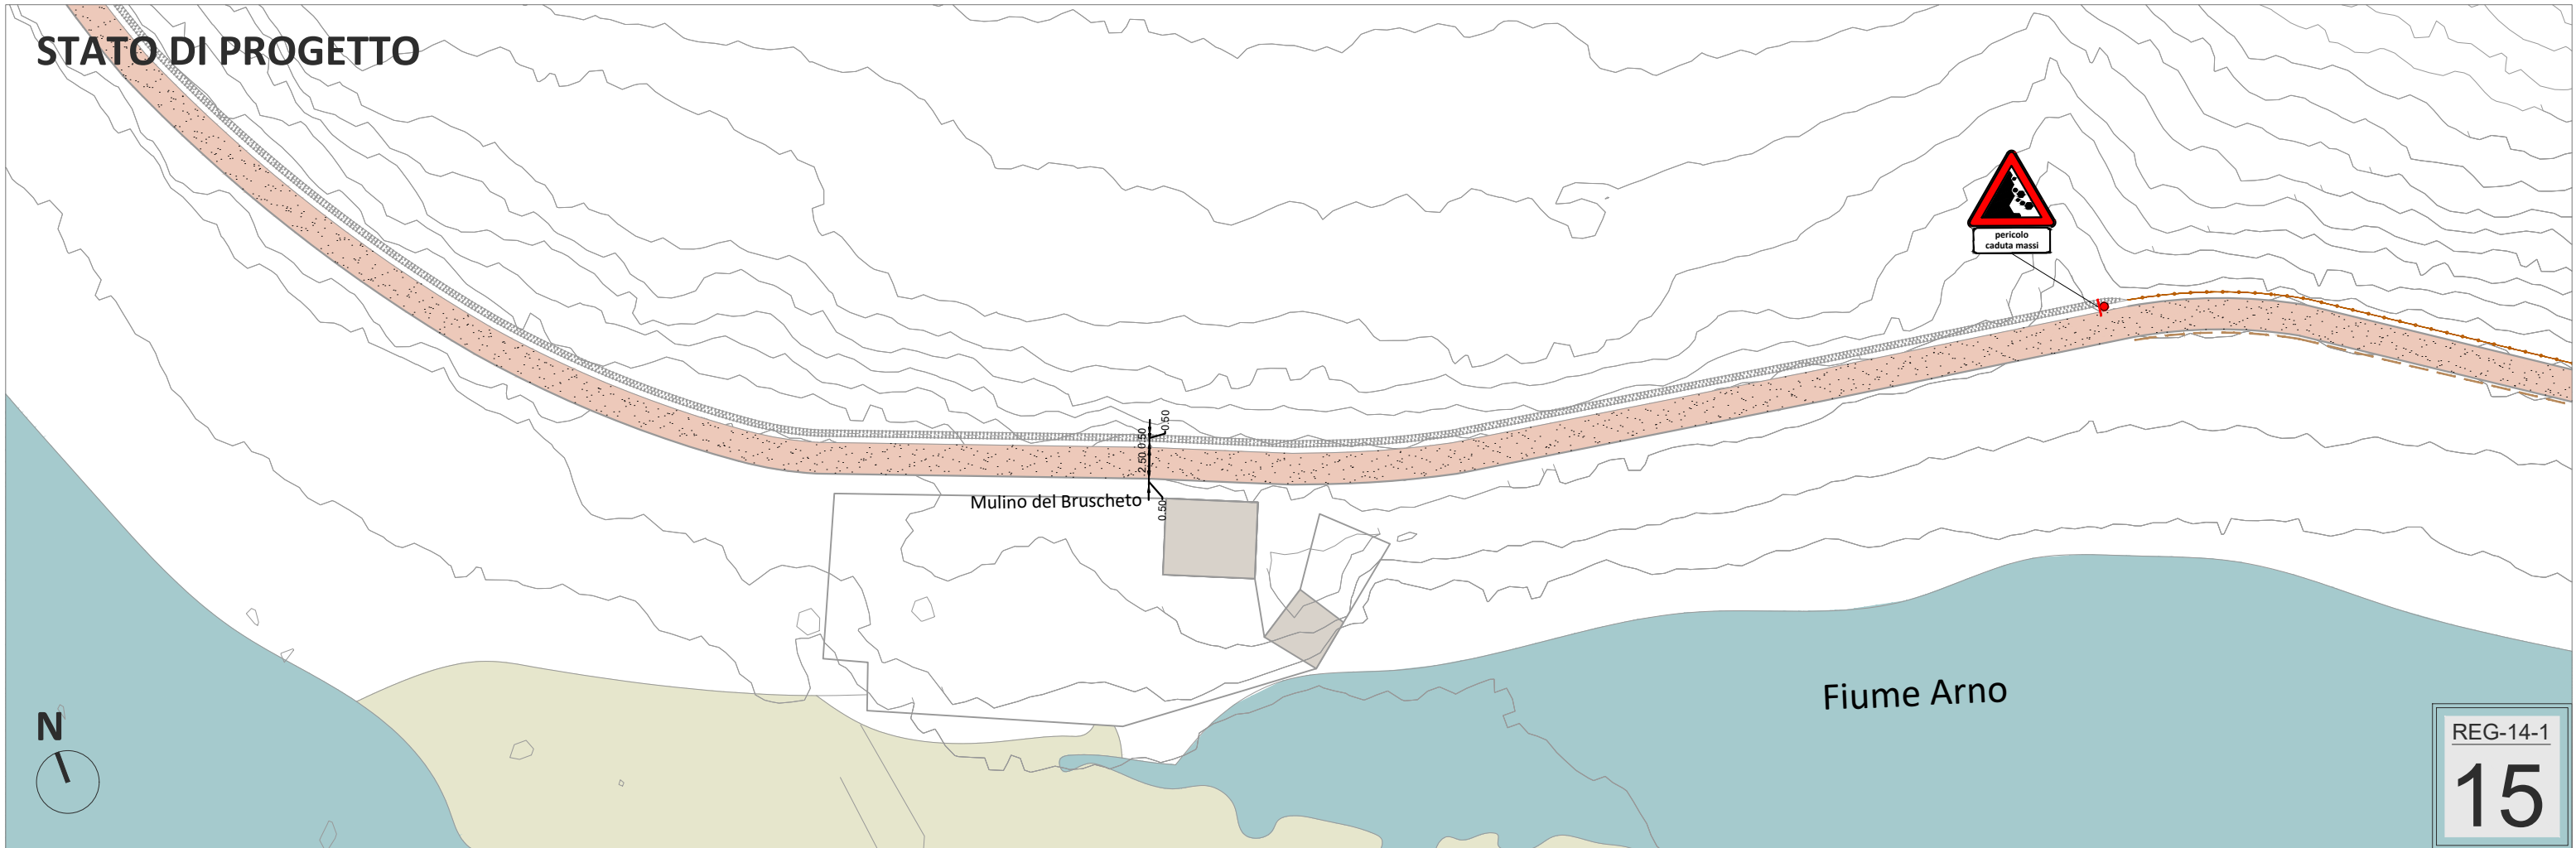 STATO DI PROGETTO
pericolo
caduta massi
0.50
0.50
2.50
Mulino del Bruscheto
0.50
Fiume Arno
N
REG-14-1
15